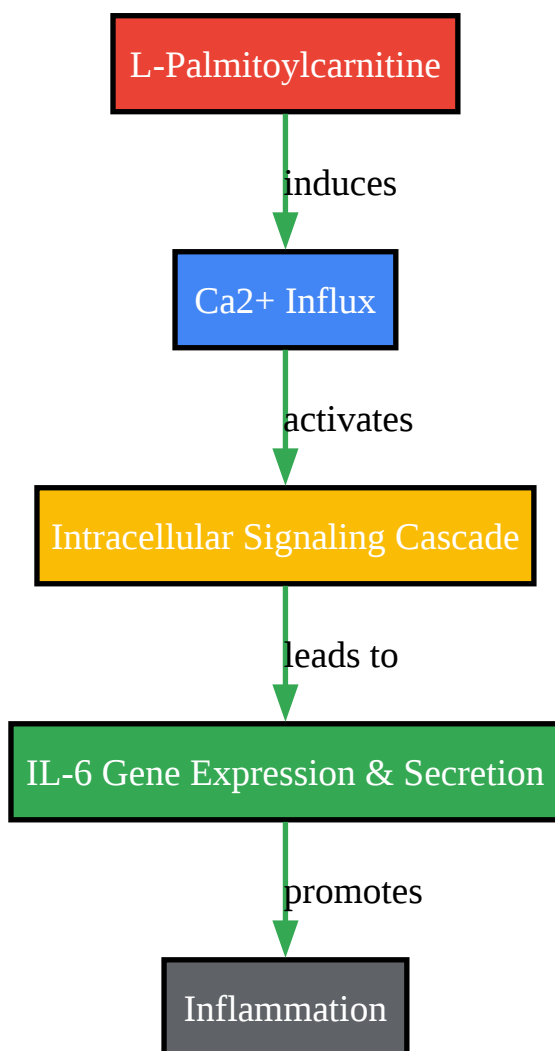 L-Palmitoylcarnitine
induces
Ca2+ Influx
activates
Intracellular Signaling Cascade
leads to
IL-6 Gene Expression & Secretion
promotes
Inflammation